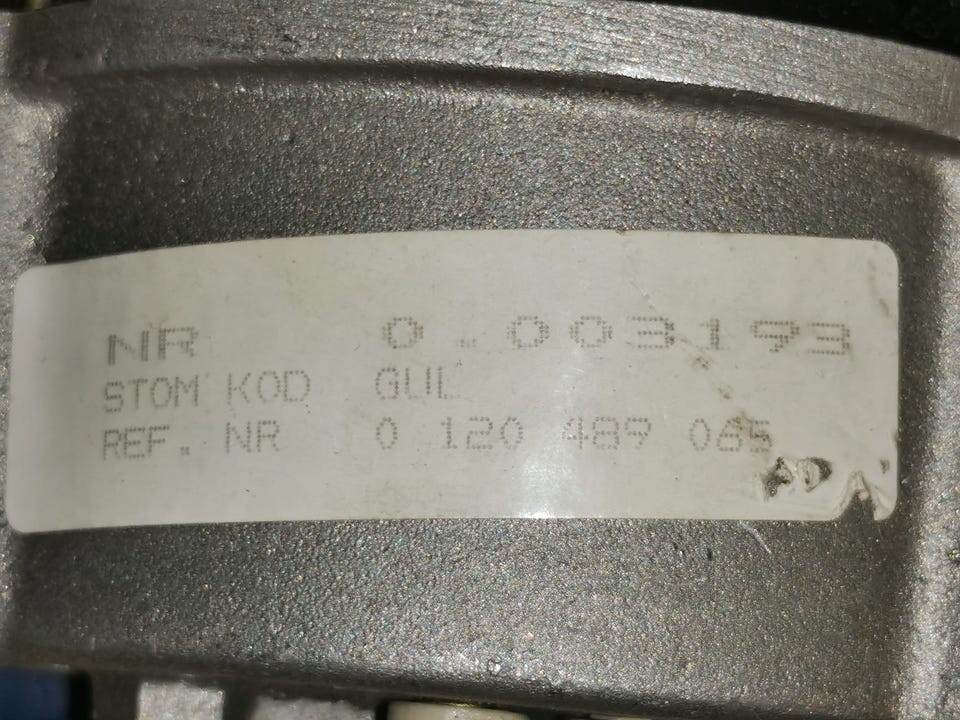 NR 0.003193
STOM KOD GUL
REF. NR 0 120 489 065